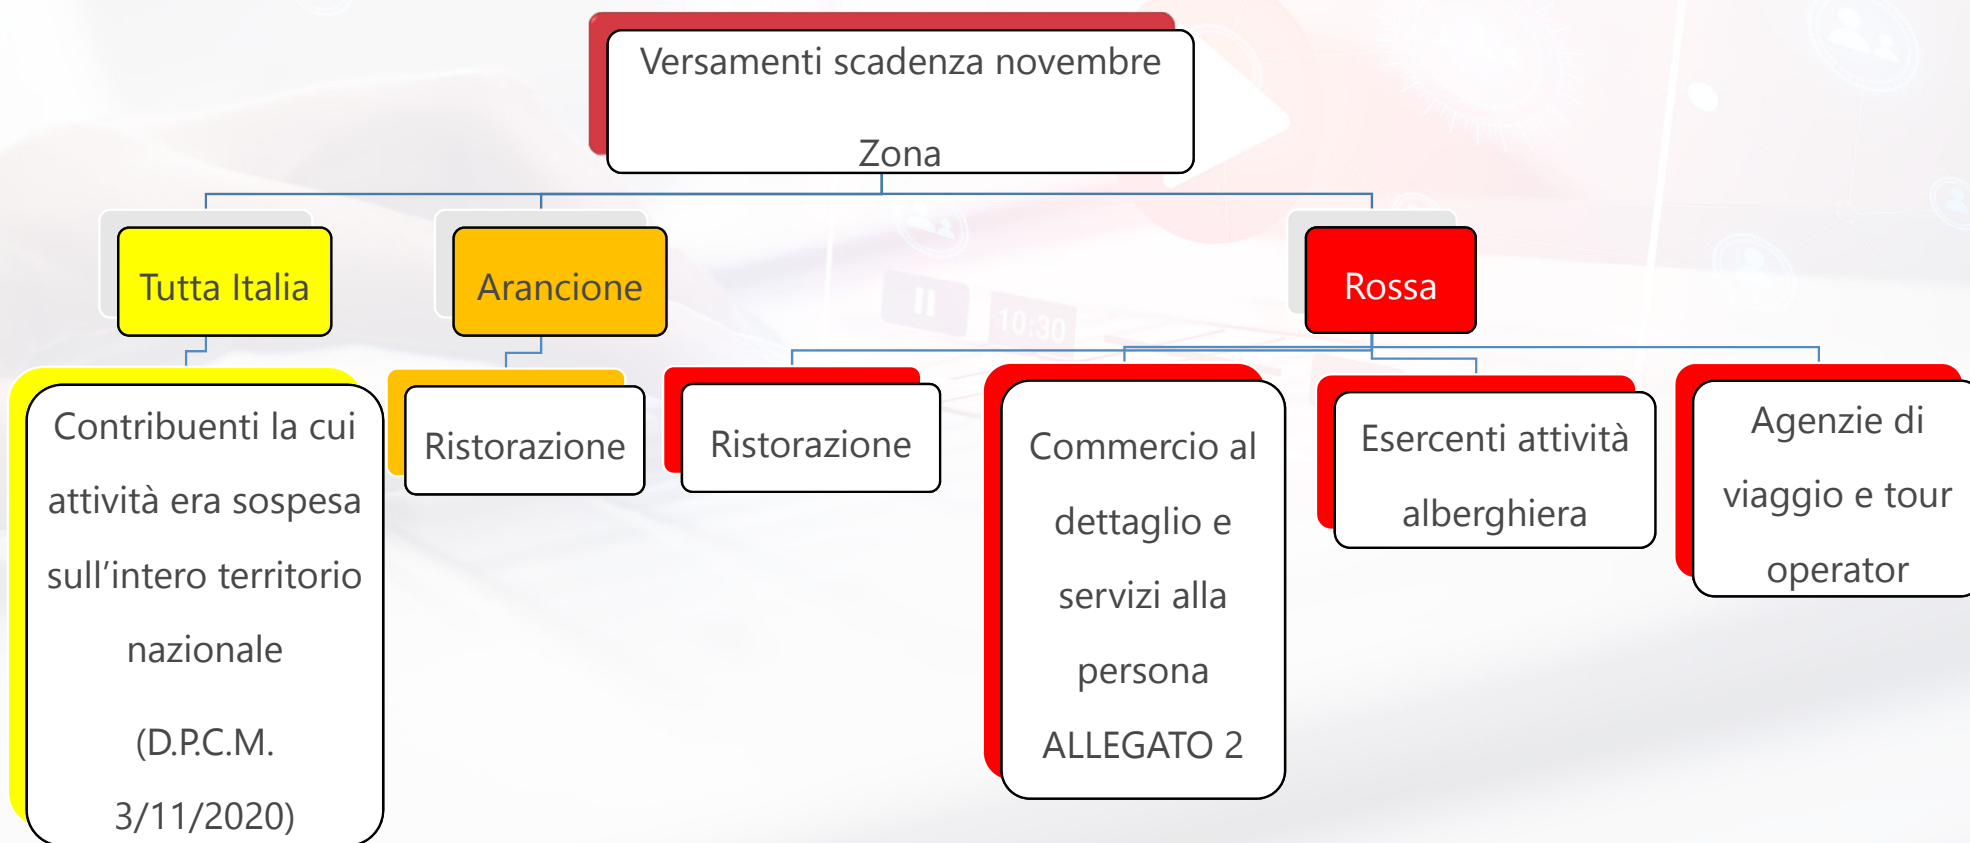 Versamenti scadenza novembre
Zona
Tutta Italia
Arancione
Rossa
Contribuenti la cui
attività era sospesa
sull’intero territorio
nazionale
(D.P.C.M.
3/11/2020)
Ristorazione
Ristorazione
Commercio al
dettaglio e
servizi alla
persona
ALLEGATO 2
Esercenti attività
alberghiera
Agenzie di
viaggio e tour
operator
10:30